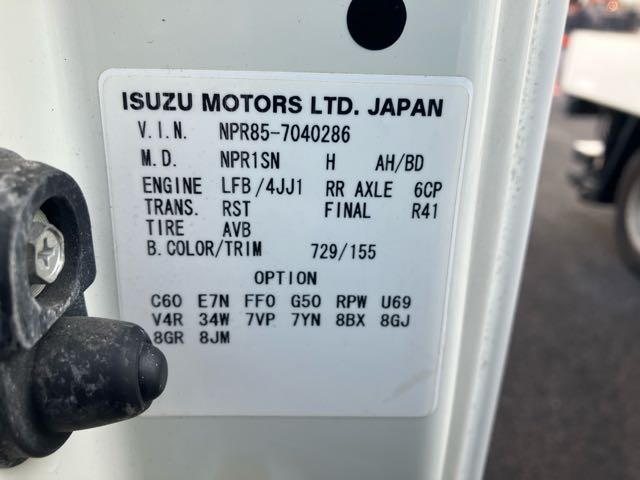 ISUZU MOTORS LTD. JAPAN
V.I.N. NPR85-7040286
M.D. NPR1SN H AH/BD
ENGINE LFB/4JJ1 RR AXLE 6CP
TRANS. RST FINAL R41
TIRE AVB
B.COLOR/TRIM 729/155
OPTION
C60 E7N FF0 G50 RPW U69
V4R 34W 7VP 7YN 8BX 8GJ
8GR 8JM